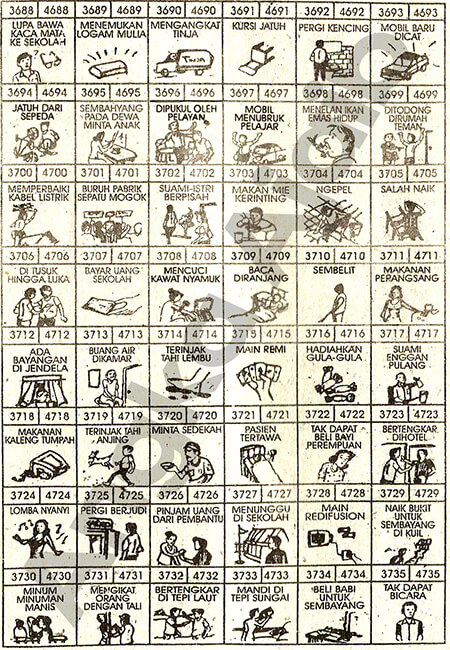 3688 4688 3689 4689 3690 4690 3691 4691 3692 4692 3693 4693
LUPA BAWA
KACA MATA
KE SEKOLAH
MENEMUKAN
LOGAM MULIA
MENGANGKAT
TINJA
TINJA
KURSI JATUH
PERGI KENCING
MOBIL BARU
DICAT
3694 4694 3695 4695 3696 4696 3697 4697 3698 4698 3699 4699
JATUH DARI
SEPEDA
SEMBAHYANG
PADA DEWA
MINTA ANAK
DIPUKUL OLEH
PELAYAN
MOBIL
MENUBRUK
PELAJAR
MENELAN IKAN
EMAS HIDUP
DITODONG
DIRUMAH
TEMAN
3700 4700 3701 4701 3702 4702 3703 4703 3704 4704 3705 4705
MEMPERBAIKI
KABEL LISTRIK
BURUH PABRIK
SEPATU MOGOK
SUAMI-ISTRI
BERPISAH
MAKAN MIE
KERINTING
NGEPEL
SALAH NAIK
3706 4706 3707 4707 3708 4708 3709 4709 3710 4710 3711 4711
DI TUSUK
HINGGA LUKA
BAYAR UANG
SEKOLAH
MENCUCI
KAWAT NYAMUK
BACA
DIRANJANG
SEMBELIT
MAKANAN
PERANGSANG
3712 4712 3713 4713 3714 4714 3715 4715 3716 4716 3717 4717
ADA
BAYANGAN
DI JENDELA
BUANG AIR
DIKAMAR
TERINJAK
TAHI LEMBU
MAIN REMI
HADIAHKAN
GULA-GULA
SUAMI
ENGGAN
PULANG
3718 4718 3719 4719 3720 4720 3721 4721 3722 4722 3723 4723
MAKANAN
KALENG TUMPAH
TERINJAK TAHI
ANJING
MINTA SEDEKAH
PASIEN
TERTAWA
TAK DAPAT
BELI BAYI
PEREMPUAN
BERTENGKAR
DIHOTEL
3724 4724 3725 4725 3726 4726 3727 4727 3728 4728 3729 4729
LOMBA NYANYI
PERGI BERJUDI
PINJAM UANG
DARI PEMBANTU
MENUNGGU
DI SEKOLAH
MAIN
REDIFUSION
NAIK BUKIT
UNTUK
SEMBAYANG
DI KUIL
3730 4730 3731 4731 3732 4732 3733 4733 3734 4734 3735 4735
MINUM
MINUMAN
MANIS
MENGIKAT
ORANG
DENGAN TALI
BERTENGKAR
DI TEPI LAUT
MANDI DI
TEPI SUNGAI
BELI BABI
UNTUK
SEMBAYANG
TAK DAPAT
BICARA